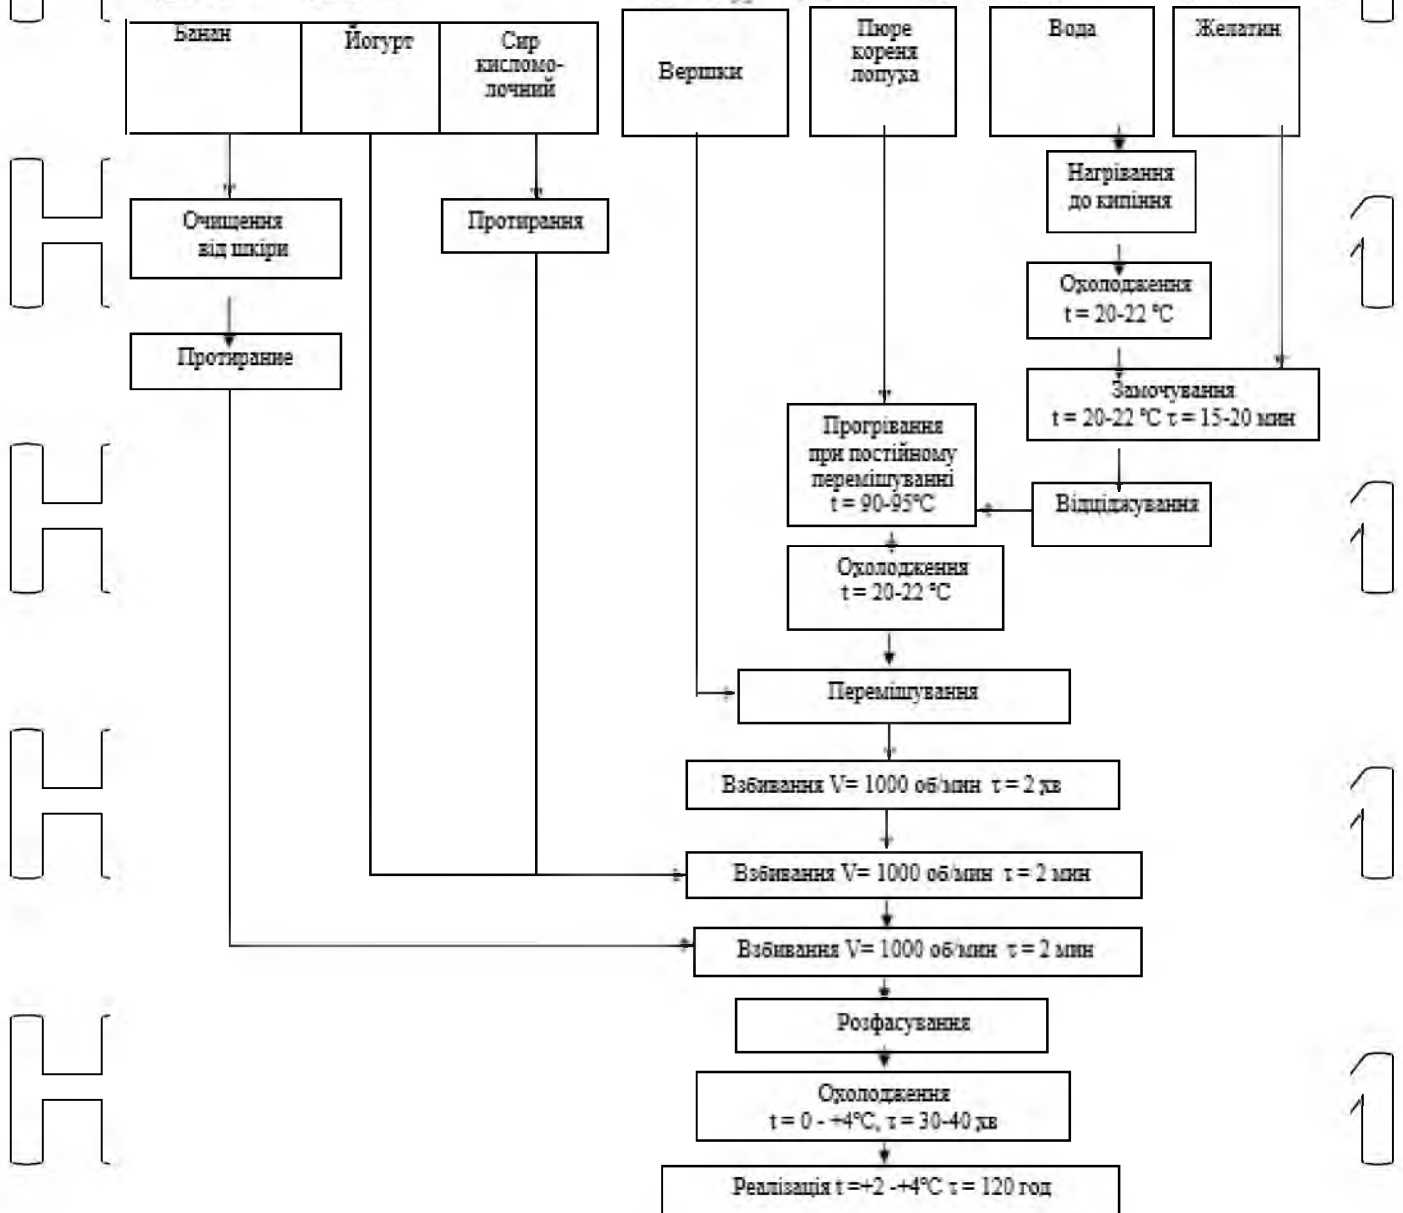 Банан
Йогурт
Сир
кисломо-
лочний
Вершки
Пюре
кореня
лопуха
Вода
Желатин
Очищення
від шкіри
Протирання
Нагрівання
до кипіння
Охолодження
t = 20-22 °С
Протирание
Замочування
t = 20-22 °С τ = 15-20 мин
Прогрівання
при постійному
перемішуванні
t = 90-95°С
Відціджування
Охолодження
t = 20-22 °С
Перемішування
Взбивання V= 1000 об/мин τ = 2 хв
Взбивання V= 1000 об/мин τ = 2 мин
Взбивання V= 1000 об/мин τ = 2 мин
Розфасування
Охолодження
t = 0 - +4°С, τ = 30-40 хв
Реалізація t =+2 -+4°С τ = 120 год